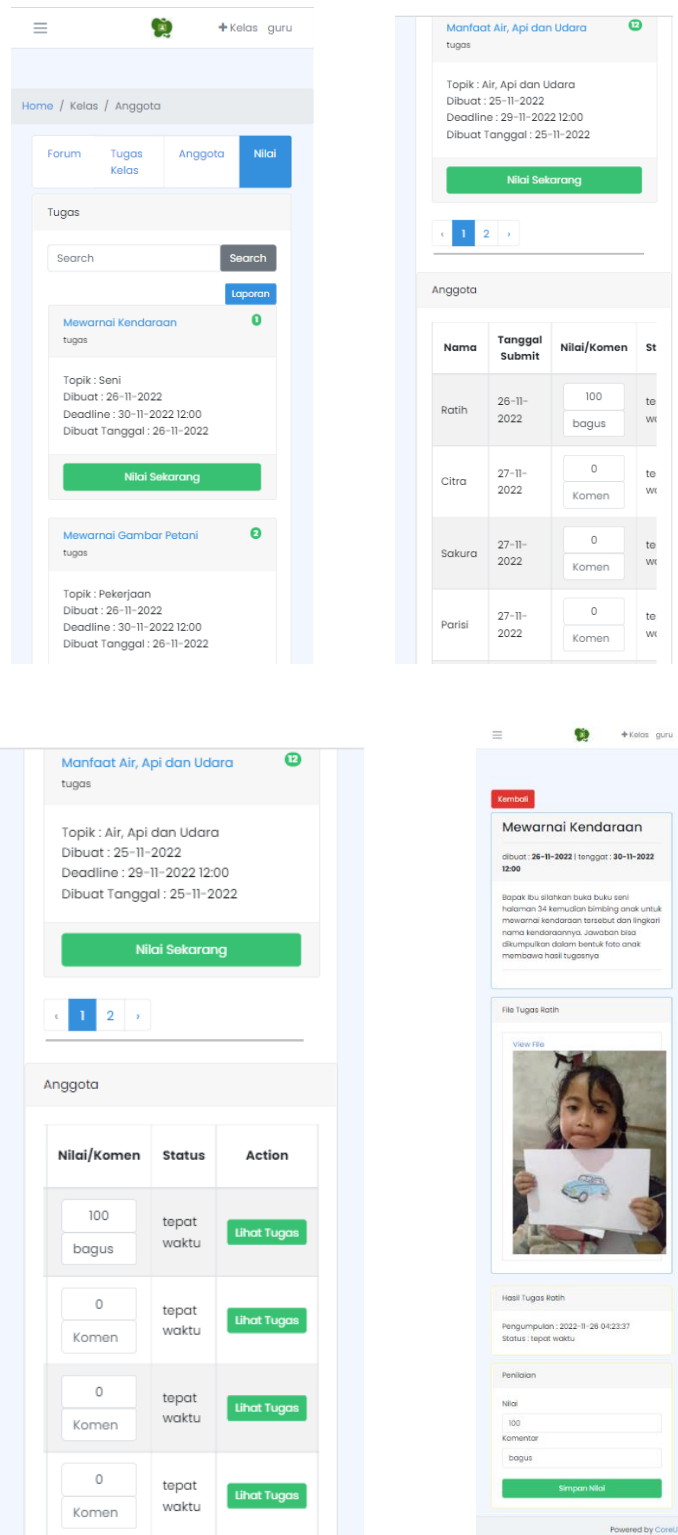 + Kelas guru
Home / Kelas / Anggota
Forum Tugas Kelas Anggota Nilai
Tugas
Search Search
Laporan
Mewarnai Kendaraan 1
tugas
Topik : Seni
Dibuat : 26-11-2022
Deadline : 30-11-2022 12:00
Dibuat Tanggal : 26-11-2022
Nilai Sekarang
Mewarnai Gambar Petani 2
tugas
Topik : Pekerjaan
Dibuat : 26-11-2022
Deadline : 30-11-2022 12:00
Dibuat Tanggal : 26-11-2022
Manfaat Air, Api dan Udara 12
tugas
Topik : Air, Api dan Udara
Dibuat : 25-11-2022
Deadline : 29-11-2022 12:00
Dibuat Tanggal : 25-11-2022
Nilai Sekarang
‹ 1 2 ›
Anggota
Nama Tanggal Submit Nilai/Komen St
Ratih 26-11-2022 100 te
bagus
Citra 27-11-2022 0 te
Komen
Sakura 27-11-2022 0 te
Komen
Parisi 27-11-2022 0 te
Komen
Manfaat Air, Api dan Udara 12
tugas
Topik : Air, Api dan Udara
Dibuat : 25-11-2022
Deadline : 29-11-2022 12:00
Dibuat Tanggal : 25-11-2022
Nilai Sekarang
‹ 1 2 ›
Anggota
Nilai/Komen Status Action
100 tepat waktu Lihat Tugas
bagus
0 tepat waktu Lihat Tugas
Komen
0 tepat waktu Lihat Tugas
Komen
0 tepat waktu Lihat Tugas
Komen
+ Kelas guru
Kembali
Mewarnai Kendaraan
dibuat : 26-11-2022 | tenggat : 30-11-2022
12:00
Bapak Ibu silahkan buka buku seni
halaman 34 kemudian bimbing anak untuk
mewarnai kendaraan tersebut dan lingkari
nama kendaraannya. Jawaban bisa
dikumpulkan dalam bentuk foto anak
membawa hasil tugasnya
File Tugas Ratih
View File
Hasil Tugas Ratih
Pengumpulan : 2022-11-26 04:23:37
Status : tepat waktu
Penilaian
Nilai
100
Komentar
bagus
Simpan Nilai
Powered by CoreU